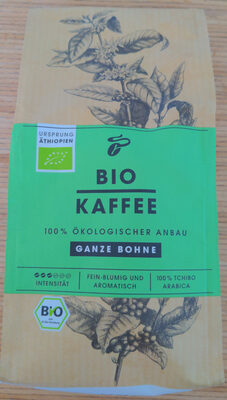 URSPRUNG
ÄTHIOPIEN
BIO
KAFFEE
100% ÖKOLOGISCHER ANBAU
GANZE BOHNE
INTENSITÄT
FEIN-BLUMIG UND
AROMATISCH
100% TCHIBO
ARABICA
BIO